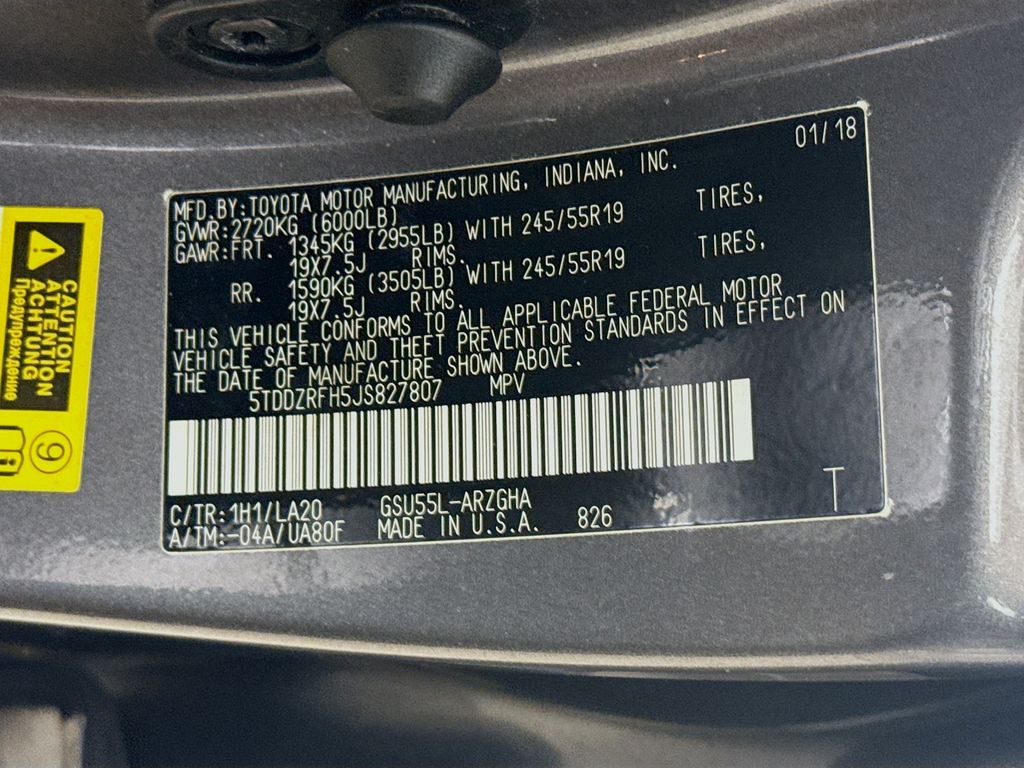 CAUTION
ATTENTION
ACHTUNG
Предупреждение
9
01/18
MFD.BY:TOYOTA MOTOR MANUFACTURING, INDIANA, INC.
GVWR:2720KG (6000LB)
GAWR:FRT. 1345KG (2955LB) WITH 245/55R19 TIRES,
19X7.5J RIMS.
RR. 1590KG (3505LB) WITH 245/55R19 TIRES,
19X7.5J RIMS.
THIS VEHICLE CONFORMS TO ALL APPLICABLE FEDERAL MOTOR
VEHICLE SAFETY AND THEFT PREVENTION STANDARDS IN EFFECT ON
THE DATE OF MANUFACTURE SHOWN ABOVE.
5TDDZRFH5JS827807 MPV
C/TR:1H1/LA20 GSU55L-ARZGHA
A/TM:-04A/UA80F MADE IN U.S.A. 826
T